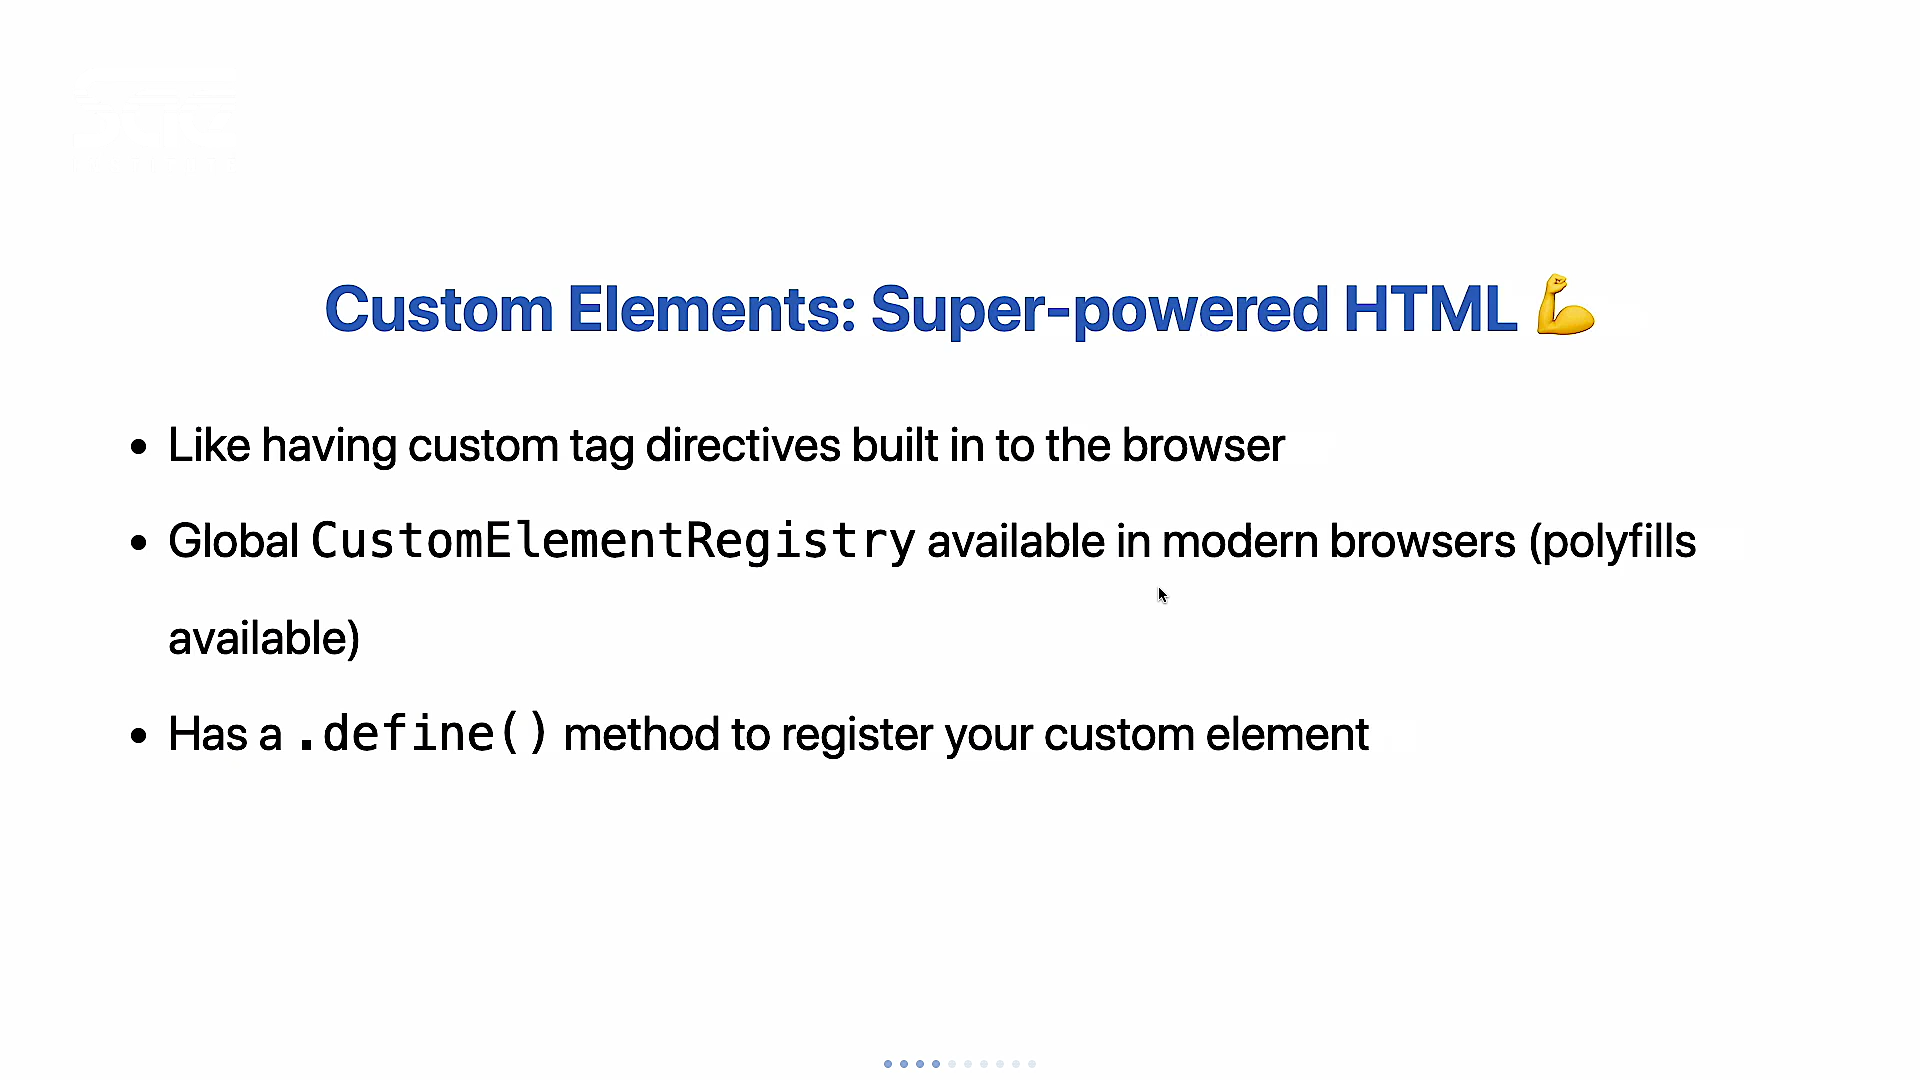 Custom Elements: Super-powered HTML 💪
• Like having custom tag directives built in to the browser
• Global CustomElementRegistry available in modern browsers (polyfills
available)
• Has a .define() method to register your custom element